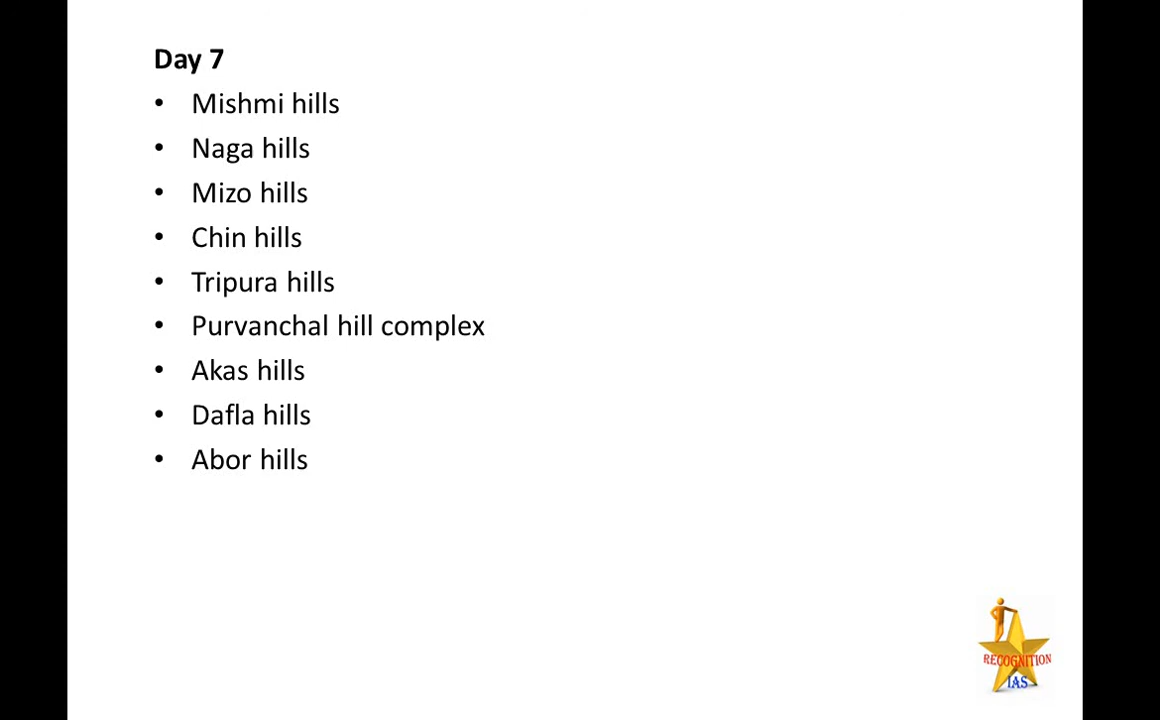 Day 7
• Mishmi hills
• Naga hills
• Mizo hills
• Chin hills
• Tripura hills
• Purvanchal hill complex
• Akas hills
• Dafla hills
• Abor hills
RECOGNITION
IAS